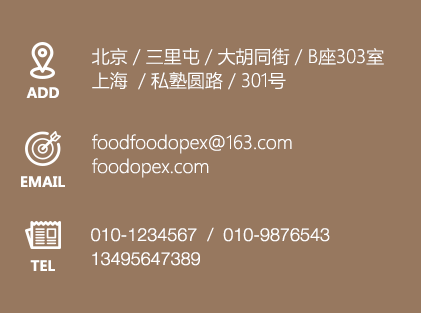 北京 / 三里屯 / 大胡同街 / B座303室
上海 / 私塾圆路 / 301号
ADD
foodfoodopex@163.com
foodopex.com
EMAIL
010-1234567 / 010-9876543
13495647389
TEL